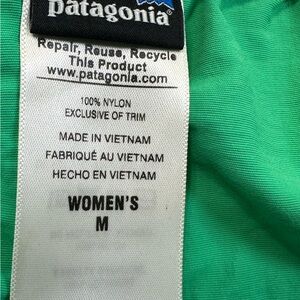 patagonia®
Repair, Reuse, Recycle
This Product
www.patagonia.com
100% NYLON
EXCLUSIVE OF TRIM
MADE IN VIETNAM
FABRIQUÉ AU VIETNAM
HECHO EN VIETNAM
WOMEN'S
M